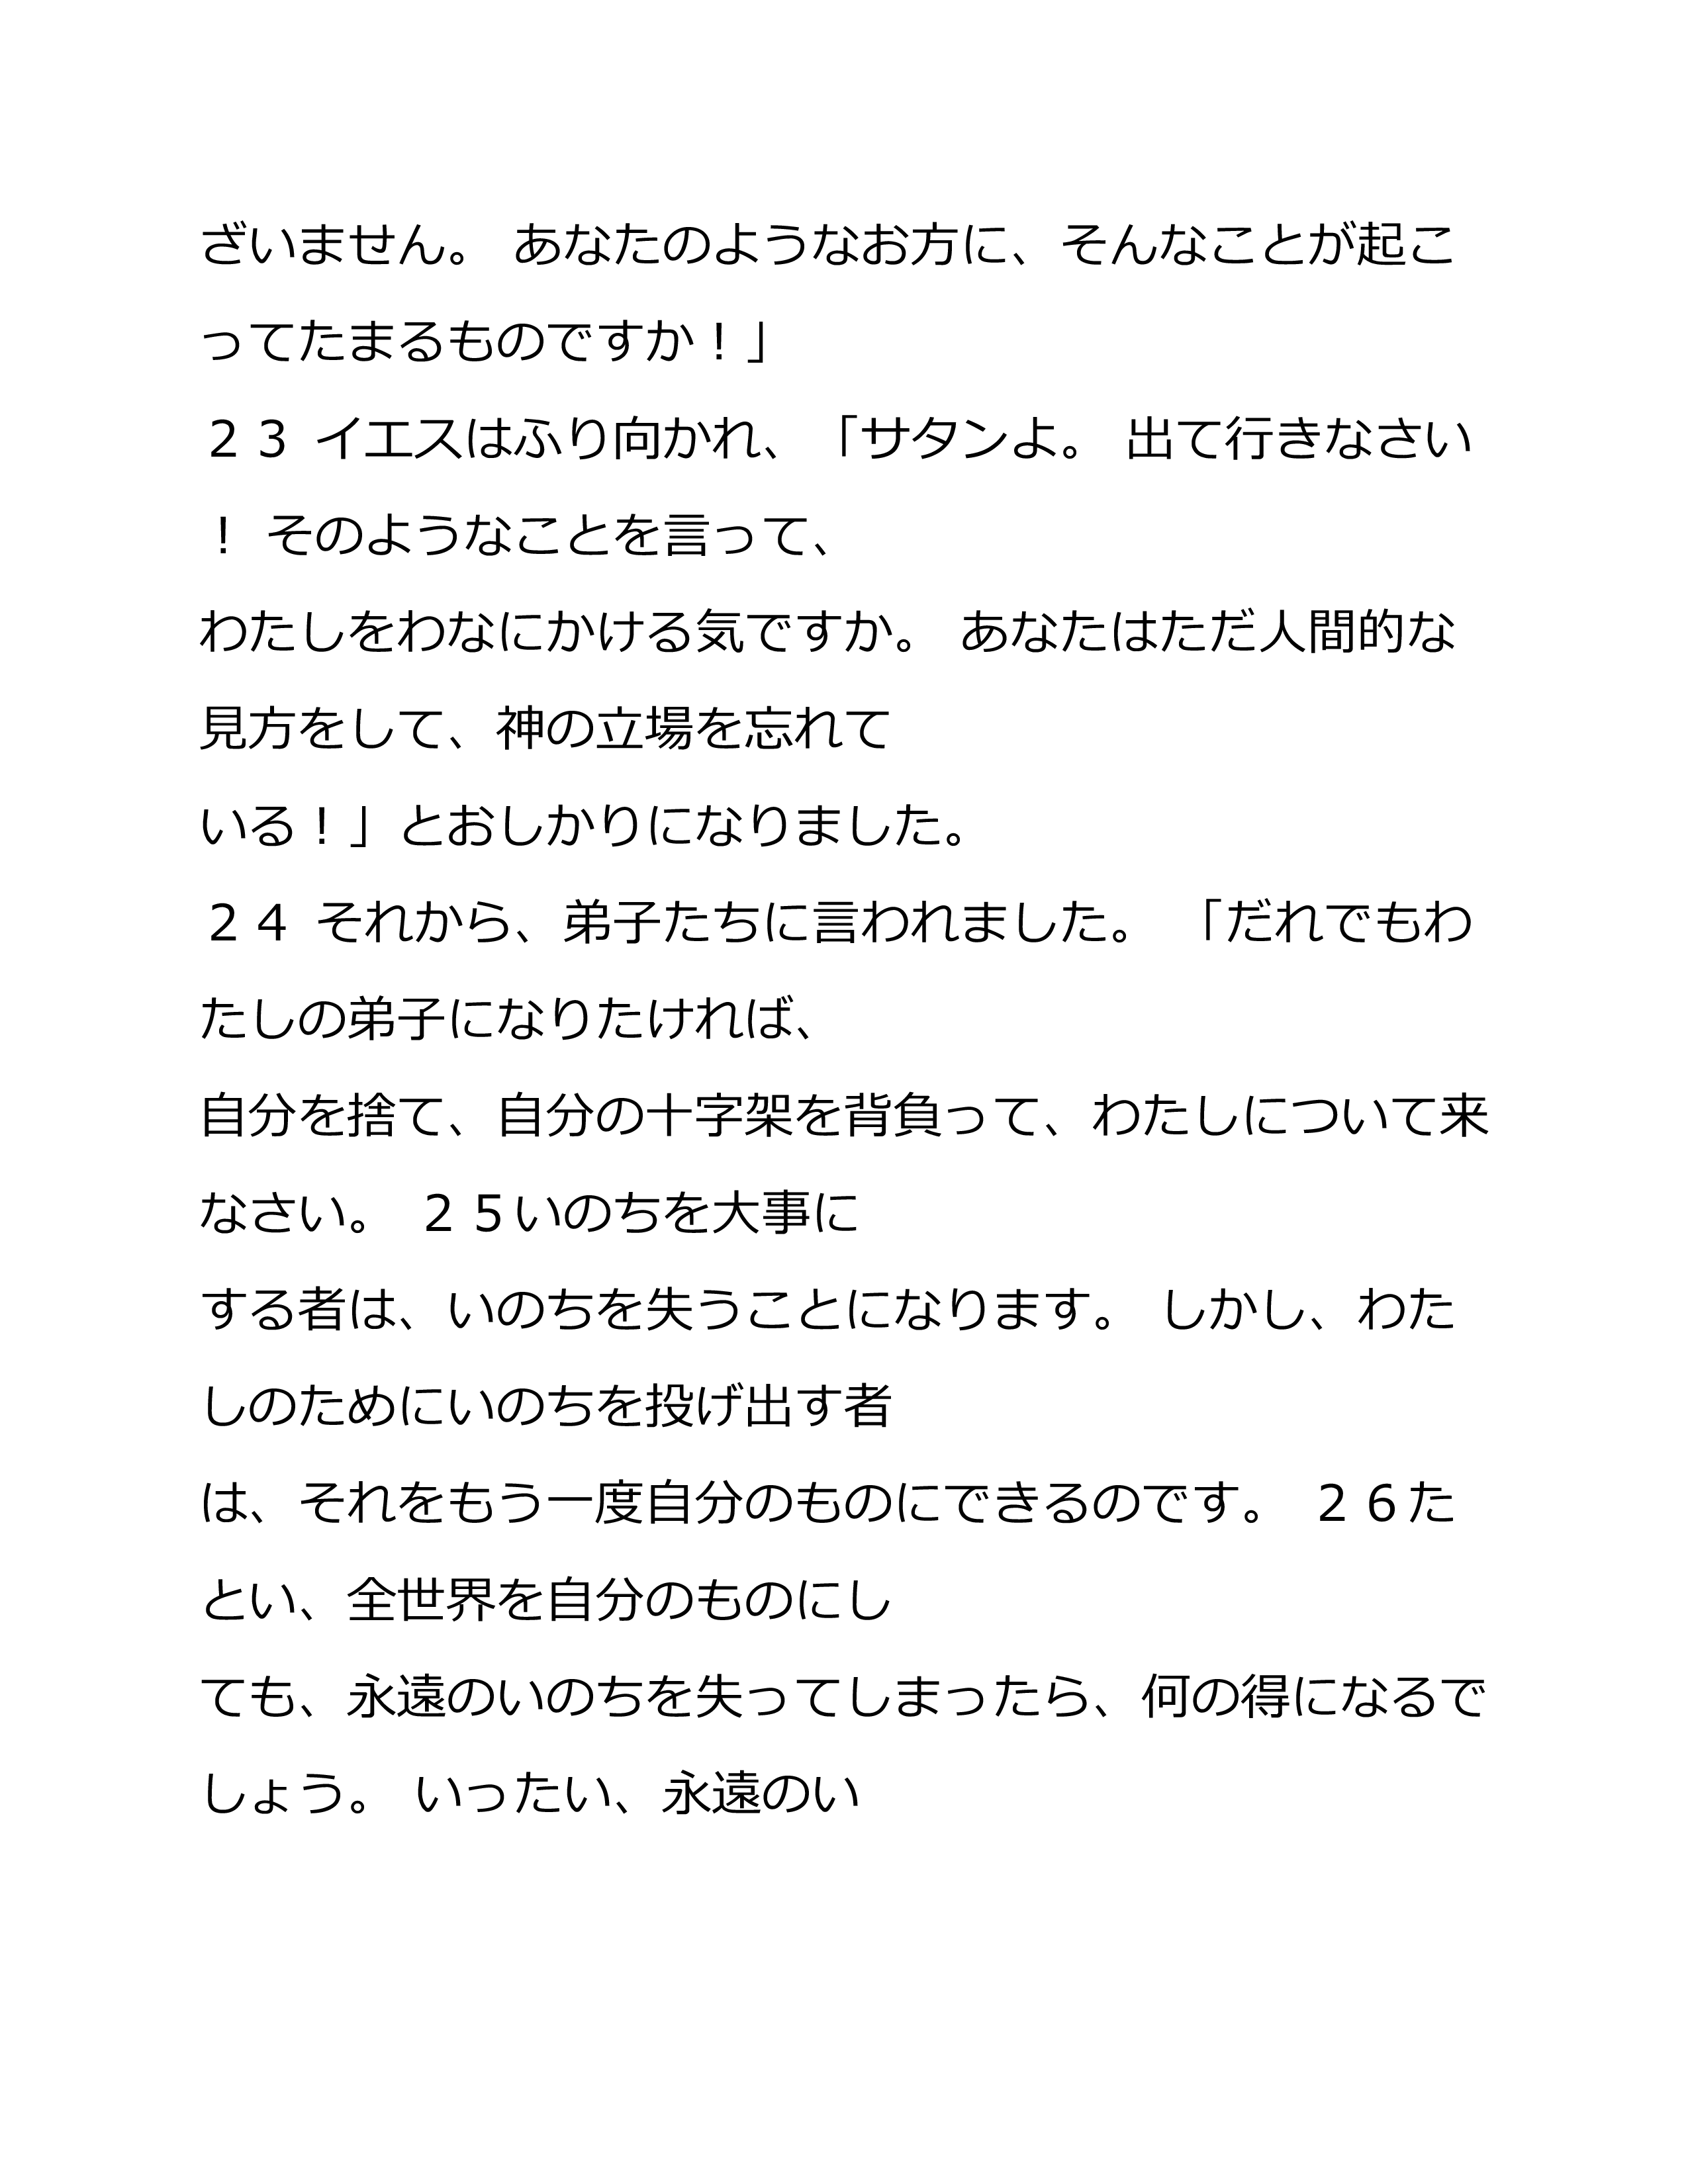 ざいません。 あなたのようなお方に、そんなことが起こ
ってたまるものですか！」
２３ イエスはふり向かれ、「サタンよ。 出て行きなさい
！ そのようなことを言って、
わたしをわなにかける気ですか。 あなたはただ人間的な
見方をして、神の立場を忘れて
いる！」とおしかりになりました。
２４ それから、弟子たちに言われました。 「だれでもわ
たしの弟子になりたければ、
自分を捨て、自分の十字架を背負って、わたしについて来
なさい。 ２５いのちを大事に
する者は、いのちを失うことになります。 しかし、わた
しのためにいのちを投げ出す者
は、それをもう一度自分のものにできるのです。 ２６た
とい、全世界を自分のものにし
ても、永遠のいのちを失ってしまったら、何の得になるで
しょう。 いったい、永遠のい